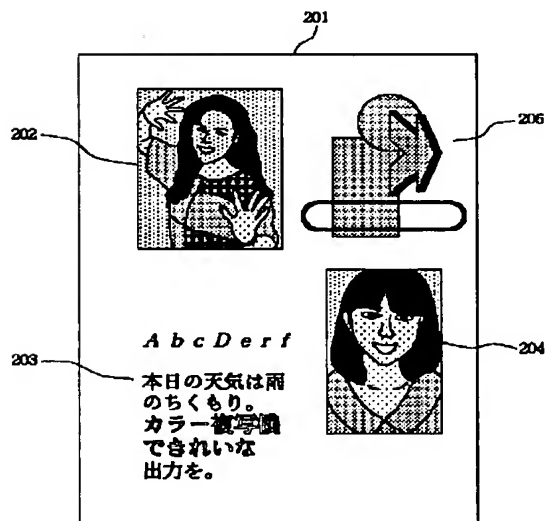 201
202
206
AbcDerf
203
204
本日の天気は雨
のちくもり。
カラー複写機
できれいな
出力を。